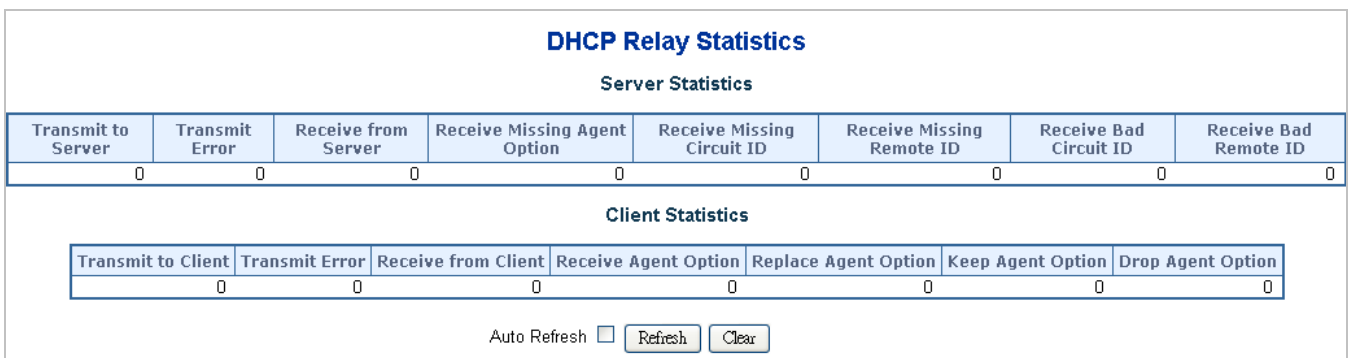 DHCP Relay Statistics
Server Statistics
Transmit to Server Transmit Error Receive from Server Receive Missing Agent Option Receive Missing Circuit ID Receive Missing Remote ID Receive Bad Circuit ID Receive Bad Remote ID
0 0 0 0 0 0 0 0
Client Statistics
Transmit to Client Transmit Error Receive from Client Receive Agent Option Replace Agent Option Keep Agent Option Drop Agent Option
0 0 0 0 0 0 0
Auto Refresh Refresh Clear